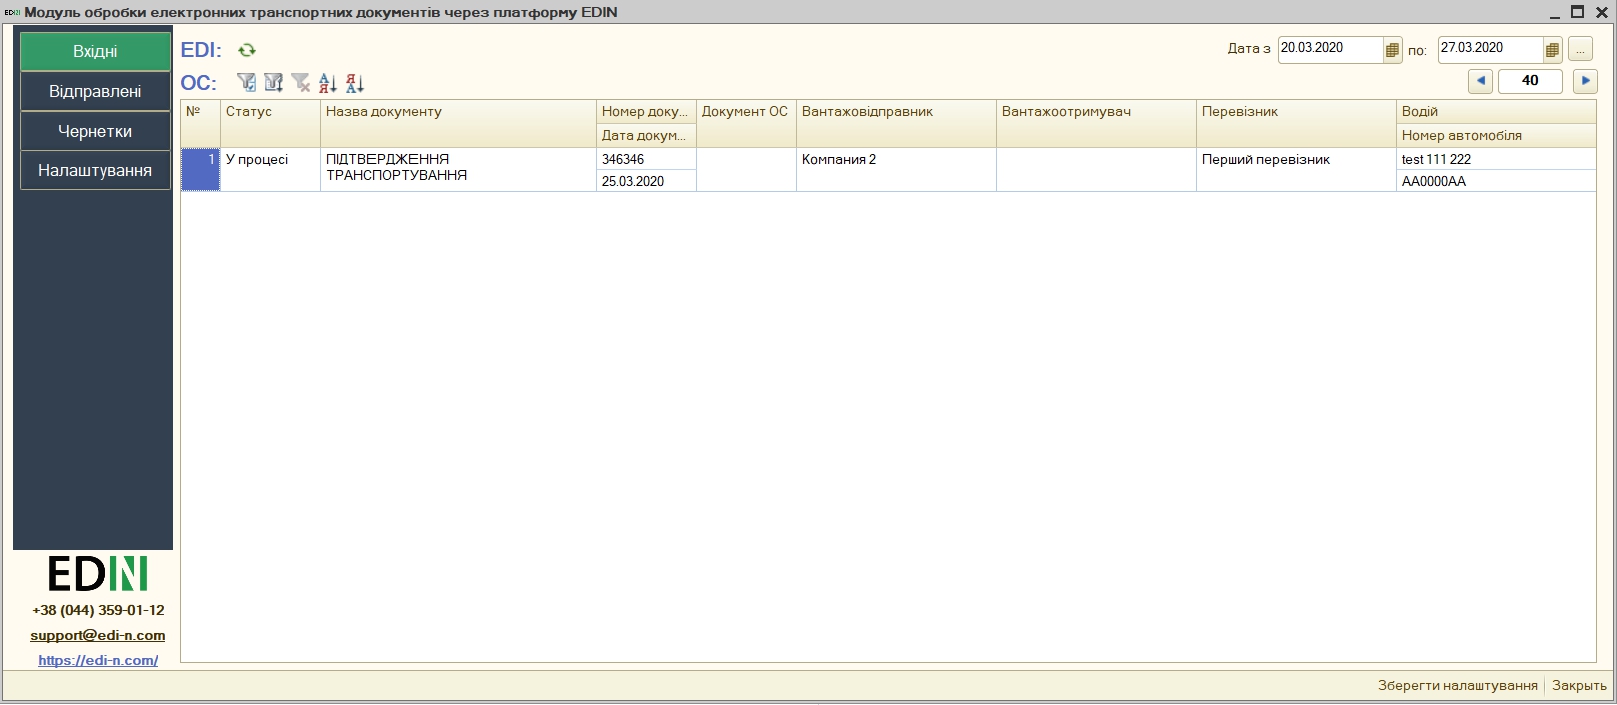 EDIN Модуль обробки електронних транспортних документів через платформу EDIN
Вхідні
Відправлені
Чернетки
Налаштування
EDI:
Дата з 20.03.2020 по: 27.03.2020 ...
ОС:
40
№ Статус Назва документу Номер доку... Документ ОС Вантажовідправник Вантажоотримувач Перевізник Водій
Дата докум... Номер автомобіля
1 У процесі ПІДТВЕРДЖЕННЯ 346346 Компания 2 Перший перевізник test 111 222
ТРАНСПОРТУВАННЯ 25.03.2020 АА0000АА
EDIN
+38 (044) 359-01-12
support@edi-n.com
https://edi-n.com/
Зберегти налаштування Закрыть